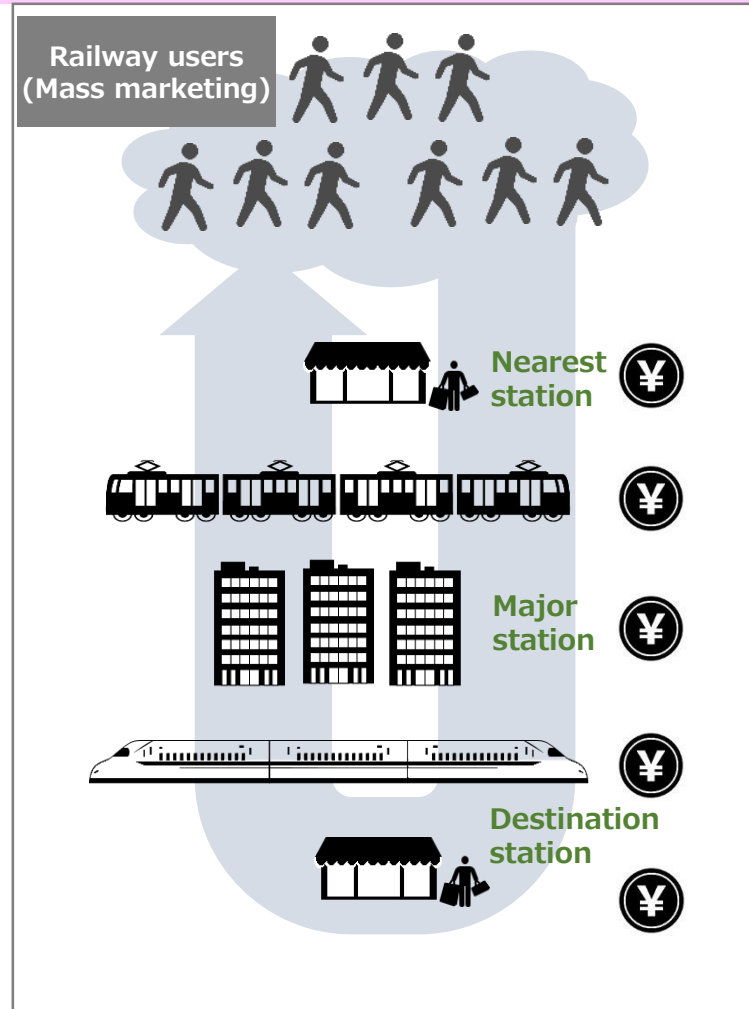 Railway users
(Mass marketing)
Nearest
station
¥
¥
Major
station
¥
¥
Destination
station
¥